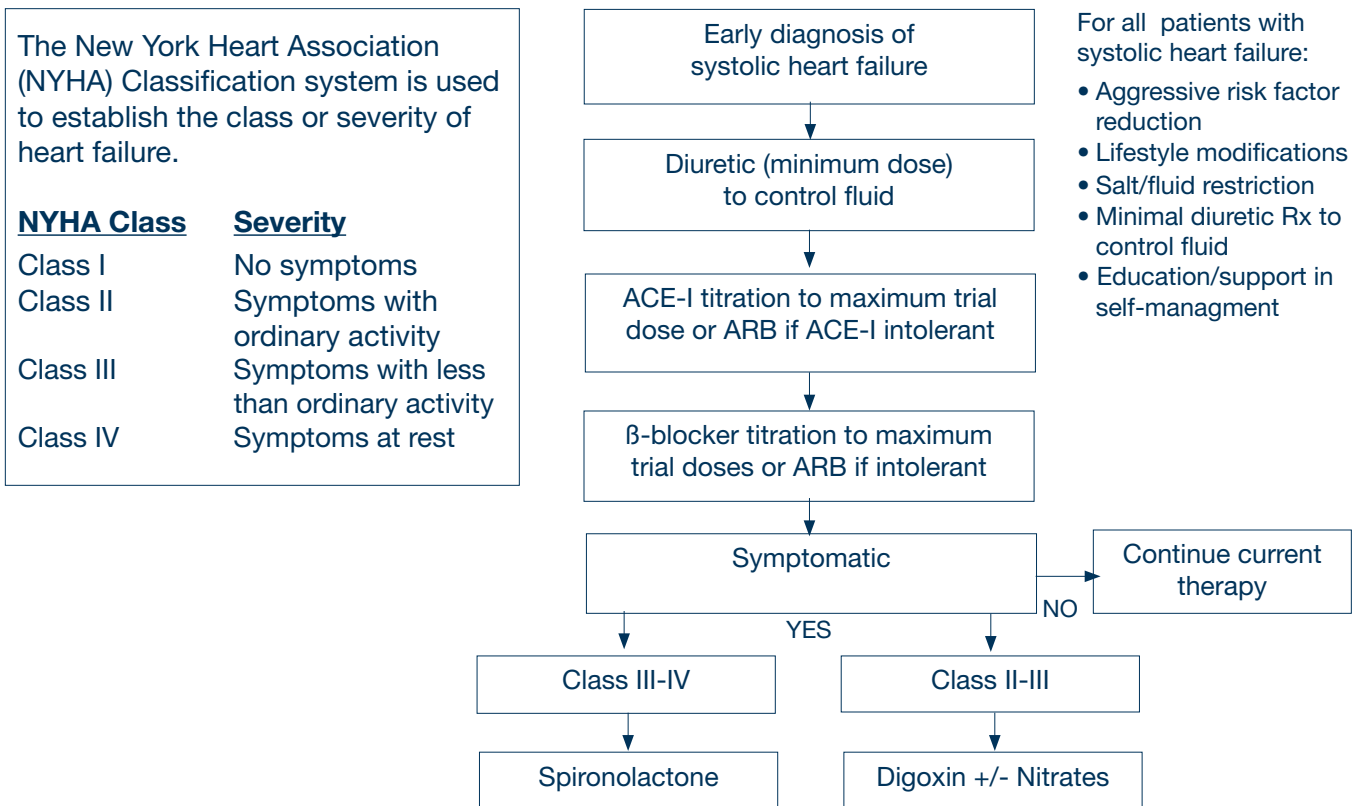 The New York Heart Association
(NYHA) Classification system is used
to establish the class or severity of
heart failure.
NYHA Class Severity
Class I No symptoms
Class II Symptoms with
ordinary activity
Class III Symptoms with less
than ordinary activity
Class IV Symptoms at rest
Early diagnosis of
systolic heart failure
Diuretic (minimum dose)
to control fluid
ACE-I titration to maximum trial
dose or ARB if ACE-I intolerant
ß-blocker titration to maximum
trial doses or ARB if intolerant
Symptomatic
NO
Continue current
therapy
YES
Class III-IV
Class II-III
Spironolactone
Digoxin +/- Nitrates
For all patients with
systolic heart failure:
• Aggressive risk factor
reduction
• Lifestyle modifications
• Salt/fluid restriction
• Minimal diuretic Rx to
control fluid
• Education/support in
self-managment